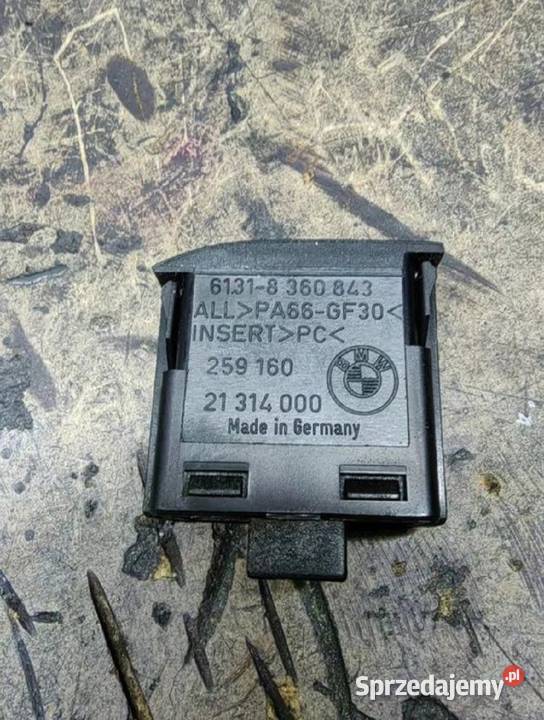 6131-8 360 843
ALL>PA66-GF30<
INSERT>PC<
259 160
BMW
21 314 000
Made in Germany
Sprzedajemy.pl